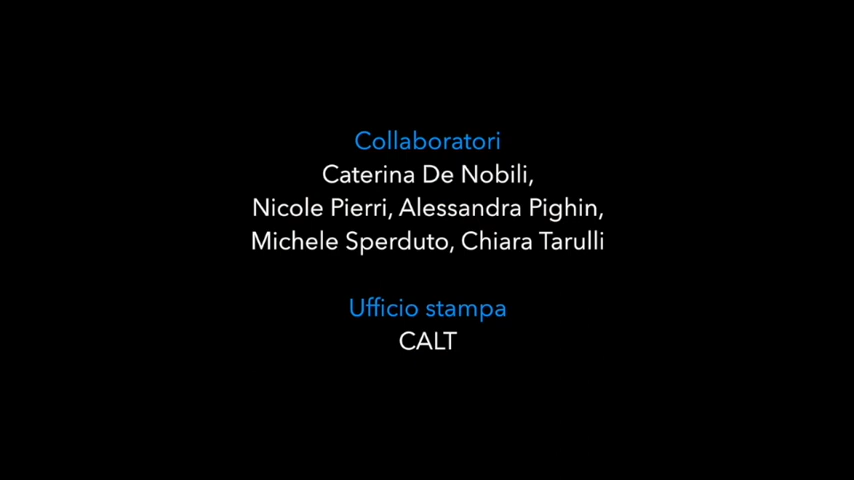 Collaboratori
Caterina De Nobili,
Nicole Pierri, Alessandra Pighin,
Michele Sperduto, Chiara Tarulli
Ufficio stampa
CALT